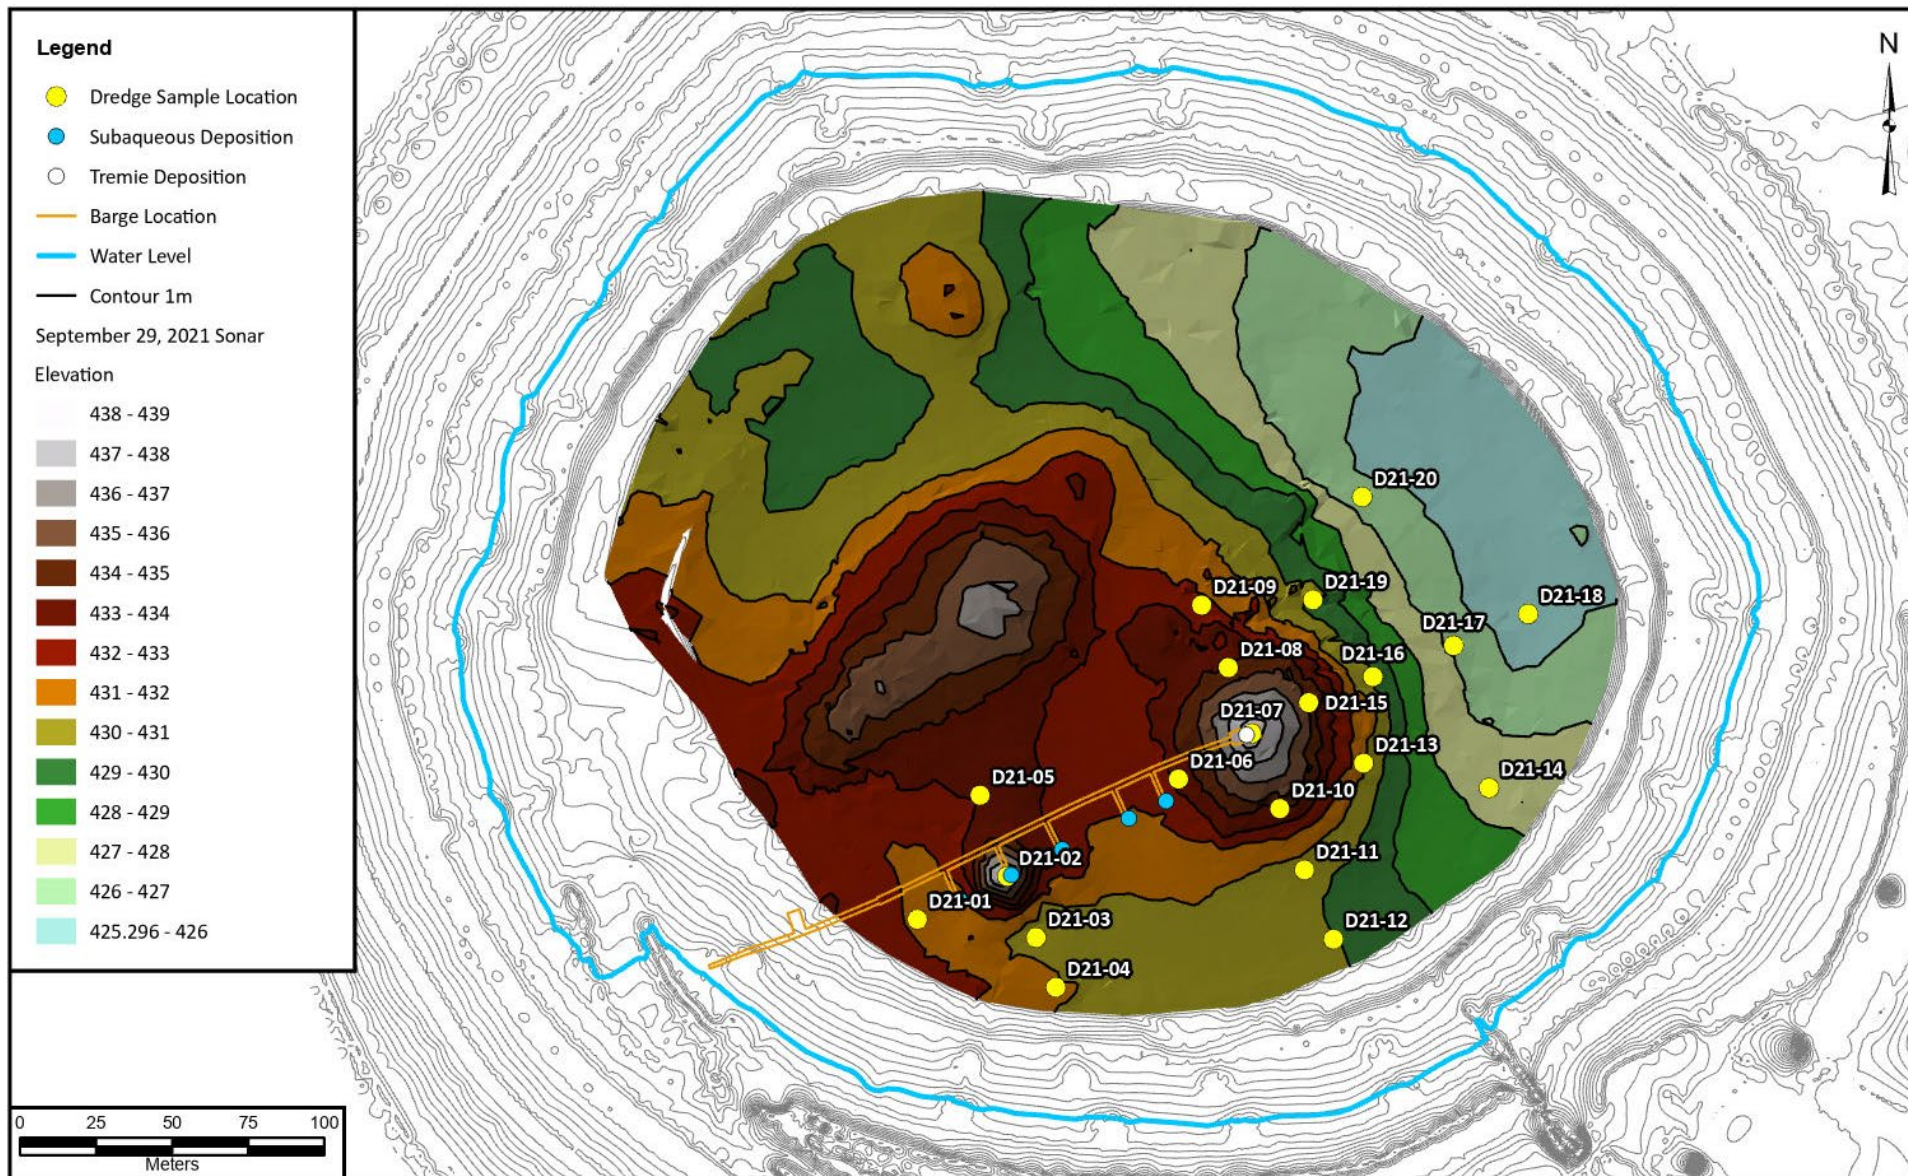 Legend
Dredge Sample Location
Subaqueous Deposition
Tremie Deposition
Barge Location
Water Level
Contour 1m
September 29, 2021 Sonar
Elevation
438 - 439
437 - 438
436 - 437
435 - 436
434 - 435
433 - 434
432 - 433
431 - 432
430 - 431
429 - 430
428 - 429
427 - 428
426 - 427
425.296 - 426
0 25 50 75 100
Meters
N
D21-20
D21-09
D21-19
D21-18
D21-17
D21-08
D21-16
D21-15
D21-07
D21-13
D21-06
D21-05
D21-14
D21-10
D21-02
D21-11
D21-01
D21-03
D21-12
D21-04